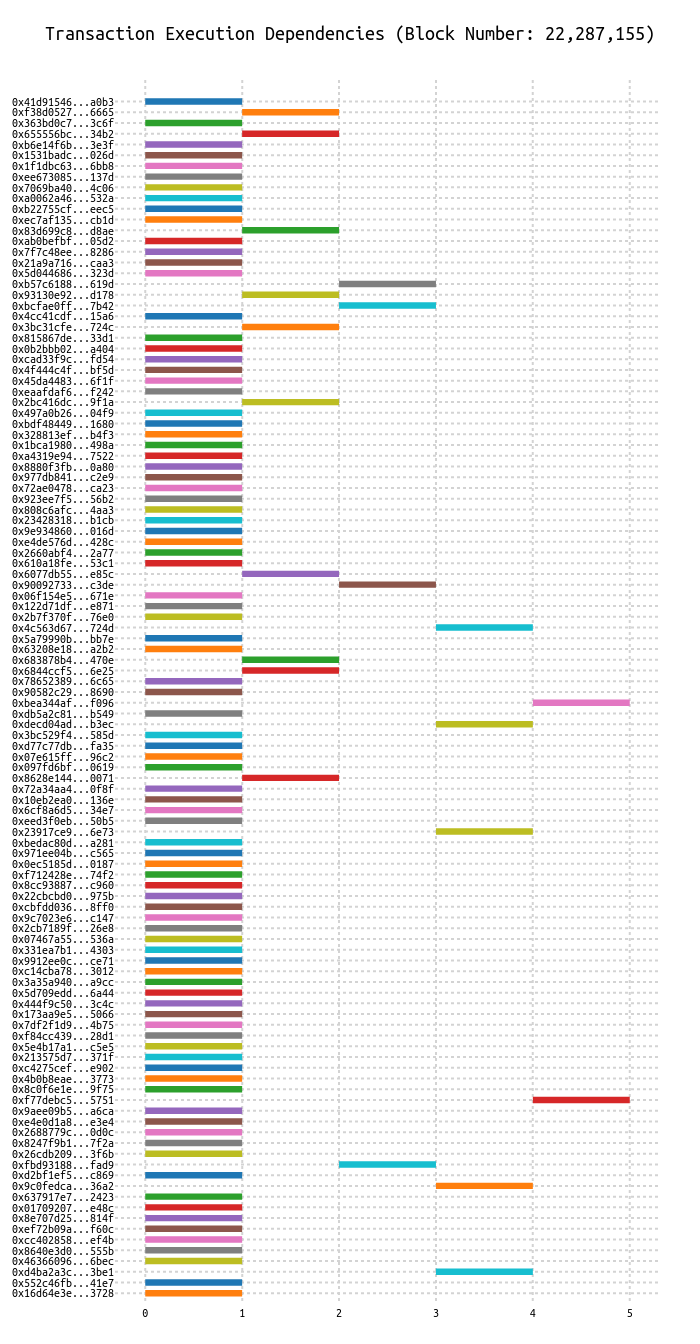 Transaction Execution Dependencies (Block Number: 22,287,155)
0x41d91546...a0b3
0xf38d0527...6665
0x363bd0c7...3c6f
0x655556bc...34b2
0xb6e14f6b...3e3f
0x1531badc...026d
0x1f1dbc63...6bb8
0xee673085...137d
0x7069ba40...4c06
0xa0062a46...532a
0xb22755cf...eec5
0xec7af135...cb1d
0x83d699c8...d8ae
0xab0befbf...05d2
0x7f7c48ee...8286
0x21a9a716...caa3
0x5d044686...323d
0xb57c6188...619d
0x93130e92...d178
0xbcfae0ff...7b42
0x4cc41cdf...15a6
0x3bc31cfe...724c
0x815867de...33d1
0x0b2bbb02...a404
0xcad33f9c...fd54
0x4f444c4f...bf5d
0x45da4483...6f1f
0xeaafdaf6...f242
0x2bc416dc...9f1a
0x497a0b26...04f9
0xbdf48449...1680
0x328813ef...b4f3
0x1bca1980...498a
0xa4319e94...7522
0x8880f3fb...0a80
0x977db841...c2e9
0x72ae0478...ca23
0x923ee7f5...56b2
0x808c6afc...4aa3
0x23428318...b1cb
0x9e934860...016d
0xe4de576d...428c
0x2660abf4...2a77
0x610a18fe...53c1
0x6077db55...e85c
0x90092733...c3de
0x06f154e5...671e
0x122d71df...e871
0x2b7f370f...76e0
0x4c563d67...724d
0x5a79990b...bb7e
0x63208e18...a2b2
0x683878b4...470e
0x6844ccf5...6e25
0x78652389...6c65
0x90582c29...8690
0xbea344af...f096
0xdb5a2c81...b549
0xdecd04ad...b3ec
0x3bc529f4...585d
0xd77c77db...fa35
0x07e615ff...96c2
0x097fd6bf...0619
0x8628e144...0071
0x72a34aa4...0f8f
0x10eb2ea0...136e
0x6cf8a6d5...34e7
0xeed3f0eb...50b5
0x23917ce9...6e73
0xbedac80d...a281
0x971ee04b...c565
0x0ec5185d...0187
0xf712428e...74f2
0x8cc93887...c960
0x22cbcbd0...975b
0xcbfdd036...8ff0
0x9c7023e6...c147
0x2cb7189f...26e8
0x07467a55...536a
0x331ea7b1...4303
0x9912ee0c...ce71
0xc14cba78...3012
0x3a35a940...a9cc
0x5d709edd...6a44
0x444f9c50...3c4c
0x173aa9e5...5066
0x7df2f1d9...4b75
0xf84cc439...28d1
0x5e4b17a1...c5e5
0x213575d7...371f
0xc4275cef...e902
0x4b0b8eae...3773
0x8c0f6e1e...9f75
0xf77debc5...5751
0x9aee09b5...a6ca
0xe4e0d1a8...e3e4
0x2688779c...0d0c
0x8247f9b1...7f2a
0x26cdb209...3f6b
0xfbd93188...fad9
0xd2bf1ef5...c869
0x9c0fedca...36a2
0x637917e7...2423
0x01709207...e48c
0x8e707d25...814f
0xef72b09a...f60c
0xcc402858...ef4b
0x8640e3d0...555b
0x46366096...6bec
0xd4ba2a3c...3be1
0x552c46fb...41e7
0x16d64e3e...3728
0 1 2 3 4 5